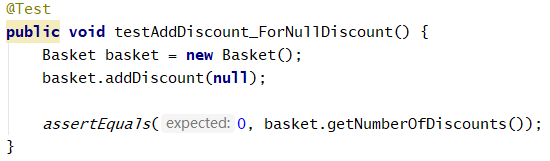 @Test
public void testAddDiscount_ForNullDiscount() {
    Basket basket = new Basket();
    basket.addDiscount(null);

    assertEquals( expected: 0, basket.getNumberOfDiscounts());
}